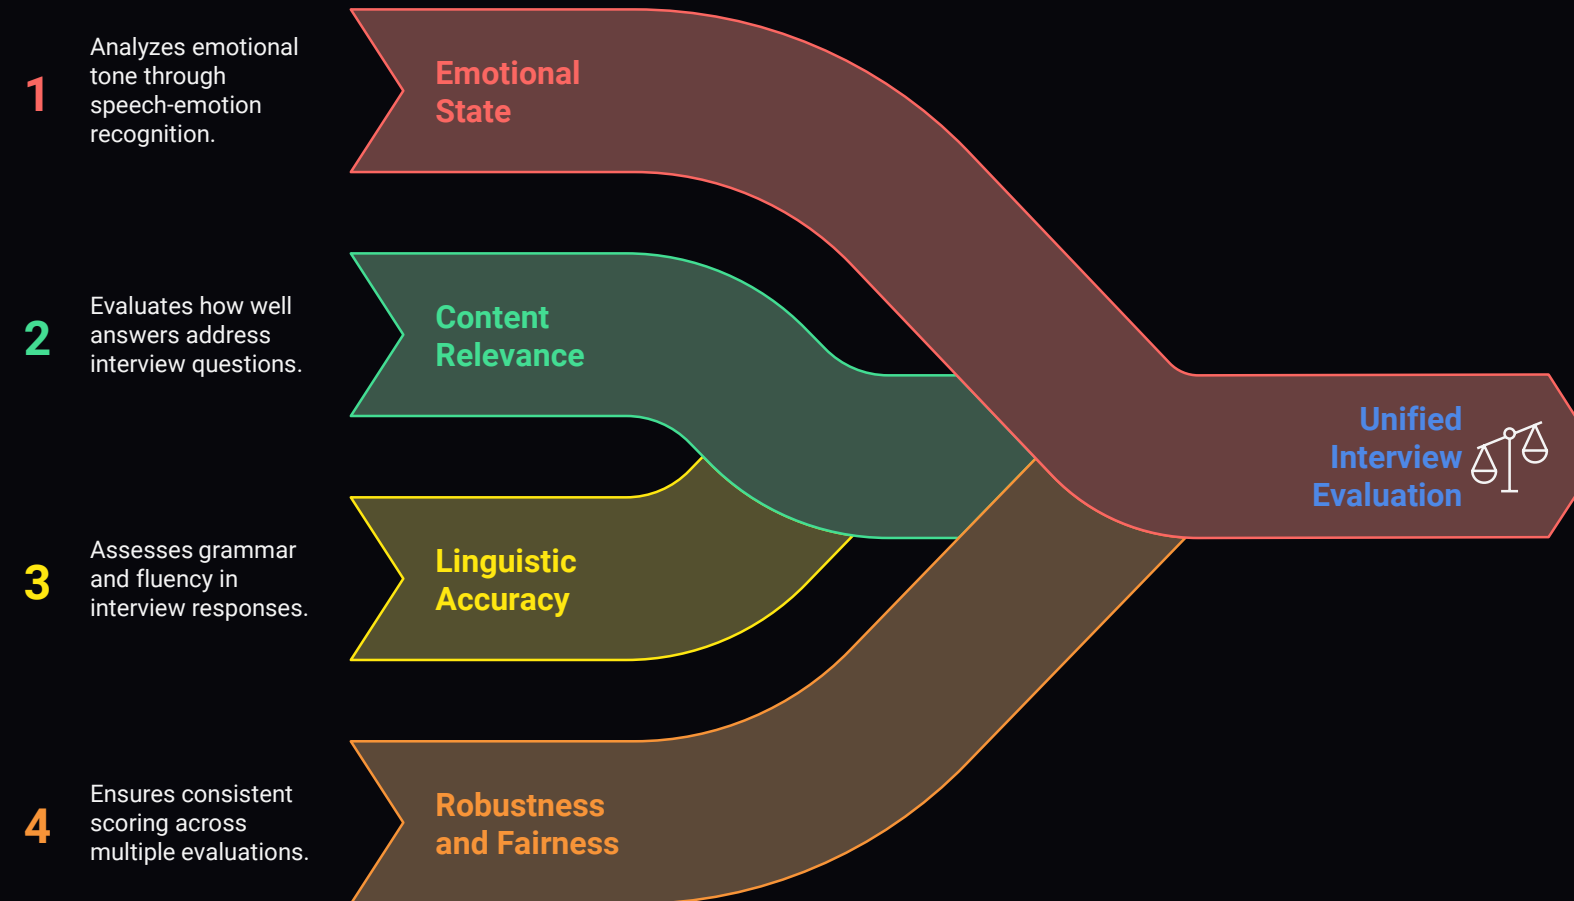 1
Analyzes emotional
tone through
speech-emotion
recognition.
Emotional
State
2
Evaluates how well
answers address
interview questions.
Content
Relevance
3
Assesses grammar
and fluency in
interview responses.
Linguistic
Accuracy
4
Ensures consistent
scoring across
multiple evaluations.
Robustness
and Fairness
Unified
Interview
Evaluation